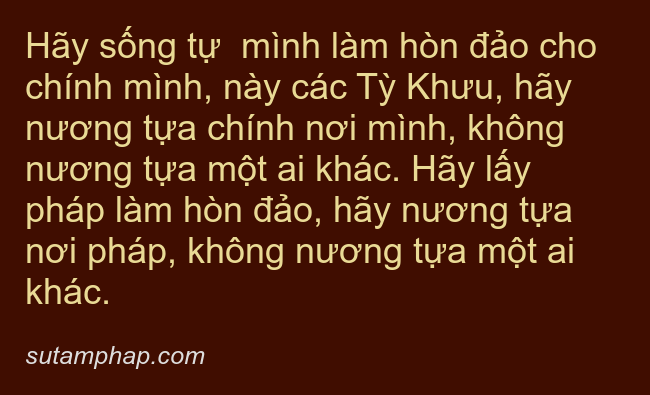 Hãy sống tự  mình làm hòn đảo cho
chính mình, này các Tỳ Khưu, hãy
nương tựa chính nơi mình, không
nương tựa một ai khác. Hãy lấy
pháp làm hòn đảo, hãy nương tựa
nơi pháp, không nương tựa một ai
khác.
sutamphap.com